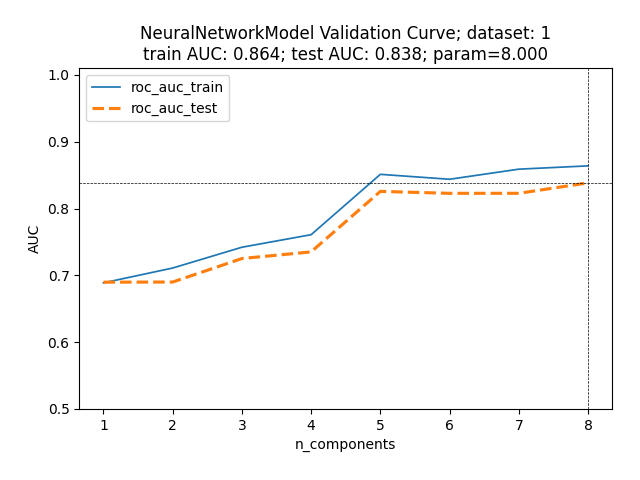 NeuralNetworkModel Validation Curve; dataset: 1
train AUC: 0.864; test AUC: 0.838; param=8.000
roc_auc_train
roc_auc_test
1.0
0.9
0.8
0.7
0.6
0.5
AUC
1 2 3 4 5 6 7 8
n_components